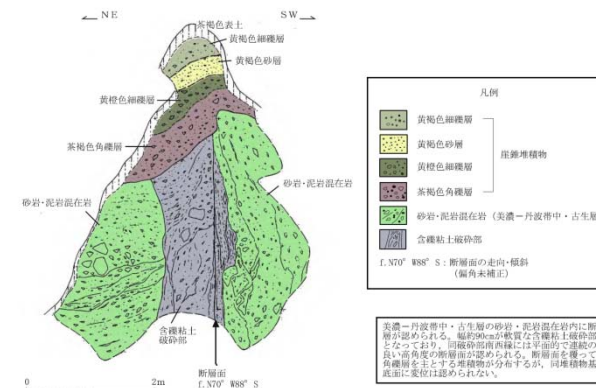 NE
SW
茶褐色表土
黄褐色細礫層
黄褐色砂層
黄橙色細礫層
茶褐色角礫層
砂岩・泥岩混在岩
砂岩・泥岩混在岩
含礫粘土
破砕部
断層面
f. N70° W88° S
0
2m
凡例
黄褐色細礫層
黄褐色砂層
黄橙色細礫層
茶褐色角礫層
崖錐堆積物
砂岩・泥岩混在岩 (美濃ー丹波帯中・古生層
含礫粘土破砕部
f. N70° W88° S : 断層面の走向・傾斜
(偏角未補正)
美濃ー丹波帯中・古生層の砂岩・泥岩混在岩内に断
層が認められる。幅約90cmが軟質な含礫粘土破砕部
となっており，同破砕部南西縁には平面的で連続の
良い高角度の断層面が認められる。断層面を覆って
角礫層を主とする堆積物が分布するが，同堆積物基
底面に変位は認められない。